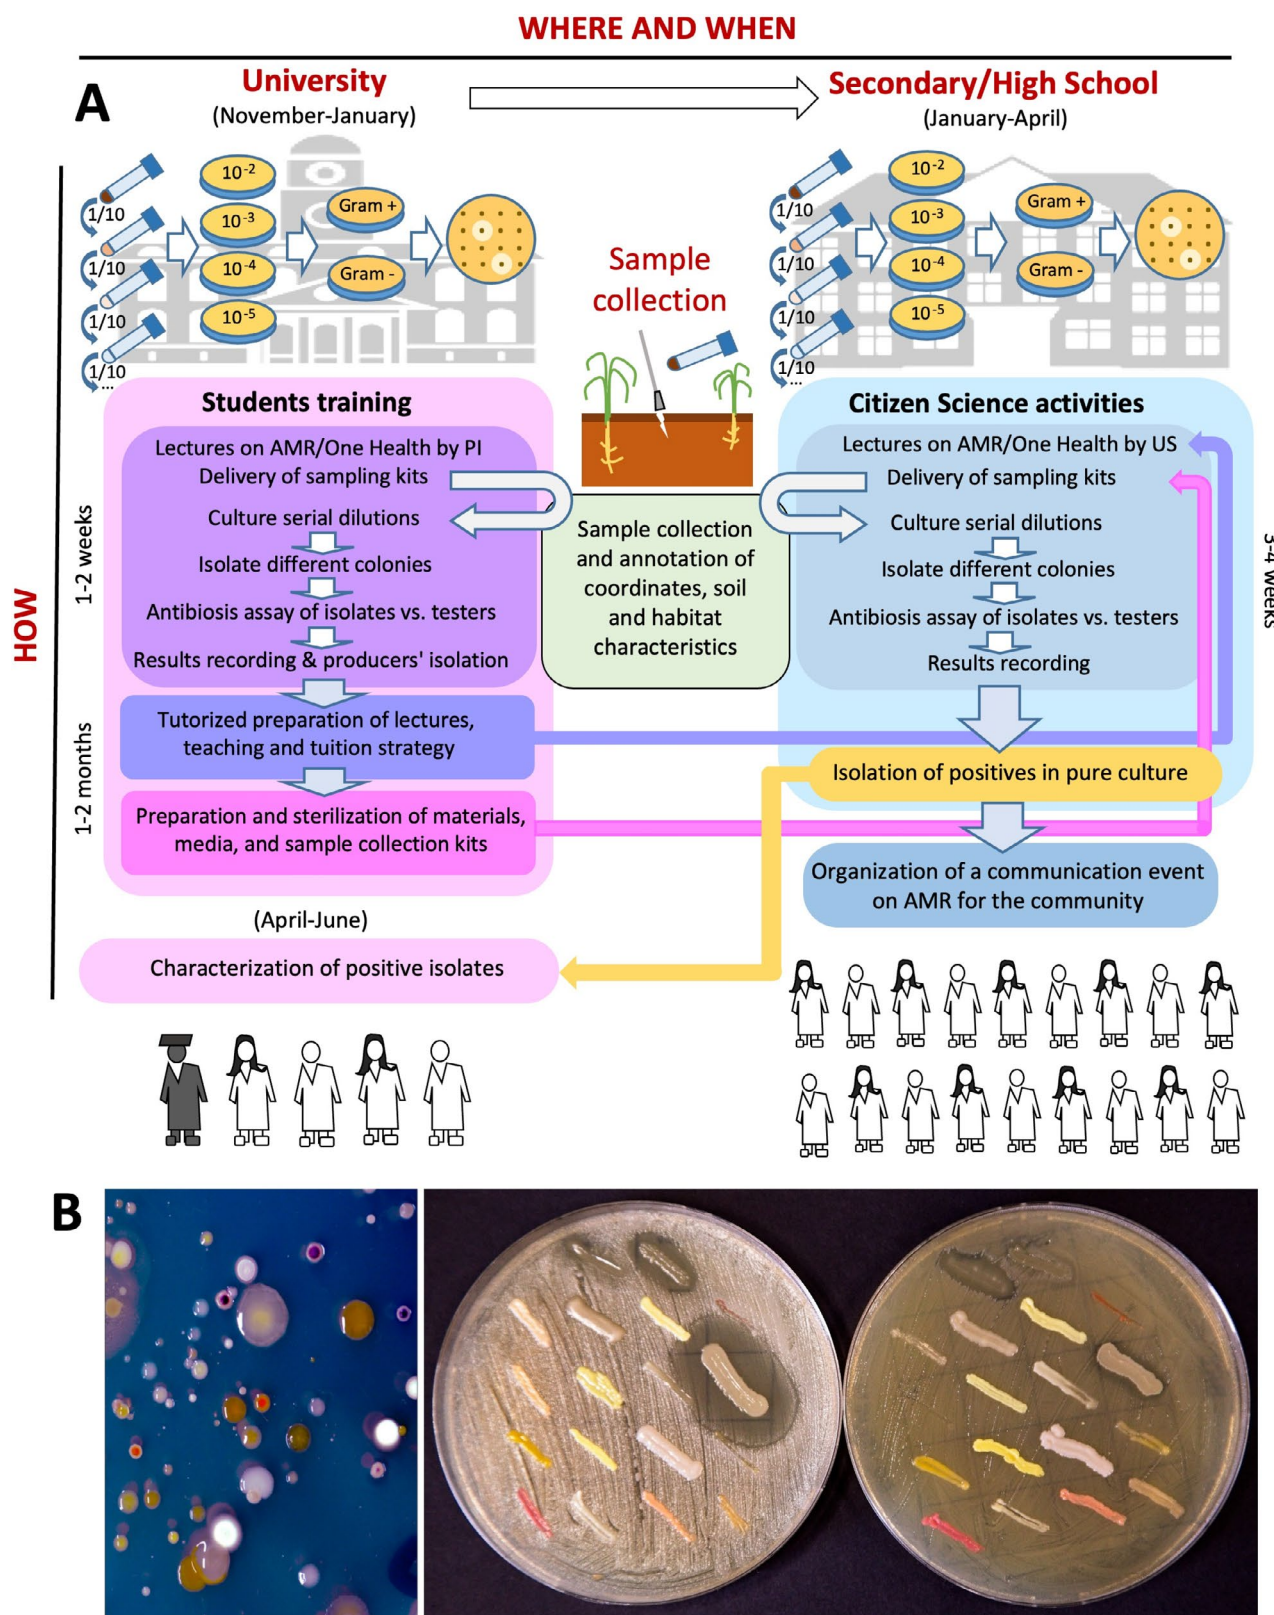 WHERE AND WHEN
A
University
(November-January)
Secondary/High School
(January-April)
1/10
1/10
1/10
1/10
...
10-2
10-3
10-4
10-5
Gram +
Gram -
Sample
collection
1/10
1/10
1/10
1/10
...
10-2
10-3
10-4
10-5
Gram +
Gram -
HOW
1-2 weeks
1-2 months
Students training
Lectures on AMR/One Health by PI
Delivery of sampling kits
Culture serial dilutions
Isolate different colonies
Antibiosis assay of isolates vs. testers
Results recording & producers' isolation
Tutorized preparation of lectures,
teaching and tuition strategy
Preparation and sterilization of materials,
media, and sample collection kits
(April-June)
Characterization of positive isolates
Sample collection
and annotation of
coordinates, soil
and habitat
characteristics
Citizen Science activities
Lectures on AMR/One Health by US
Delivery of sampling kits
Culture serial dilutions
Isolate different colonies
Antibiosis assay of isolates vs. testers
Results recording
3-4 weeks
Isolation of positives in pure culture
Organization of a communication event
on AMR for the community
B